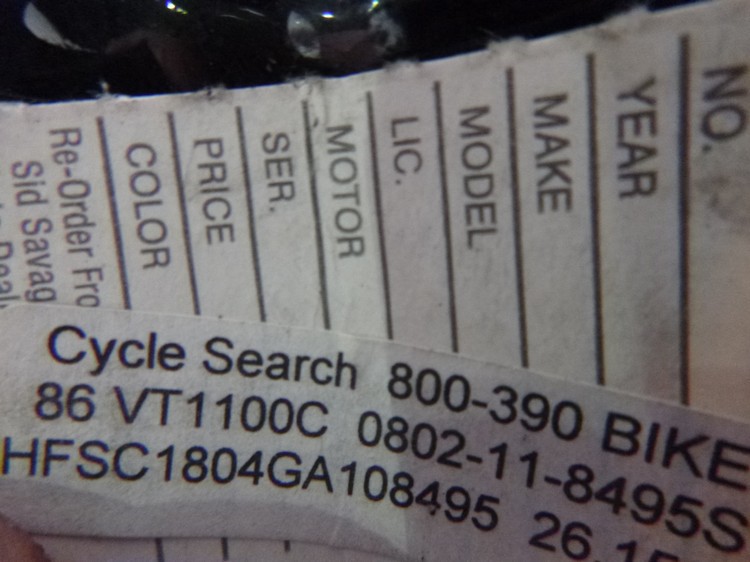 NO.
YEAR
MAKE
MODEL
LIC.
MOTOR
SER.
PRICE
COLOR
Re-Order Fro
Sid Savag
Cycle Search 800-390 BIKE
86 VT1100C 0802-11-8495S
HFSC1804GA108495 26.15